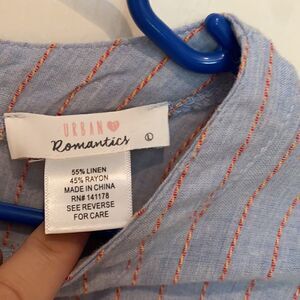 URBAN
Romantics
L
55% LINEN
45% RAYON
MADE IN CHINA
RN# 141178
SEE REVERSE
FOR CARE